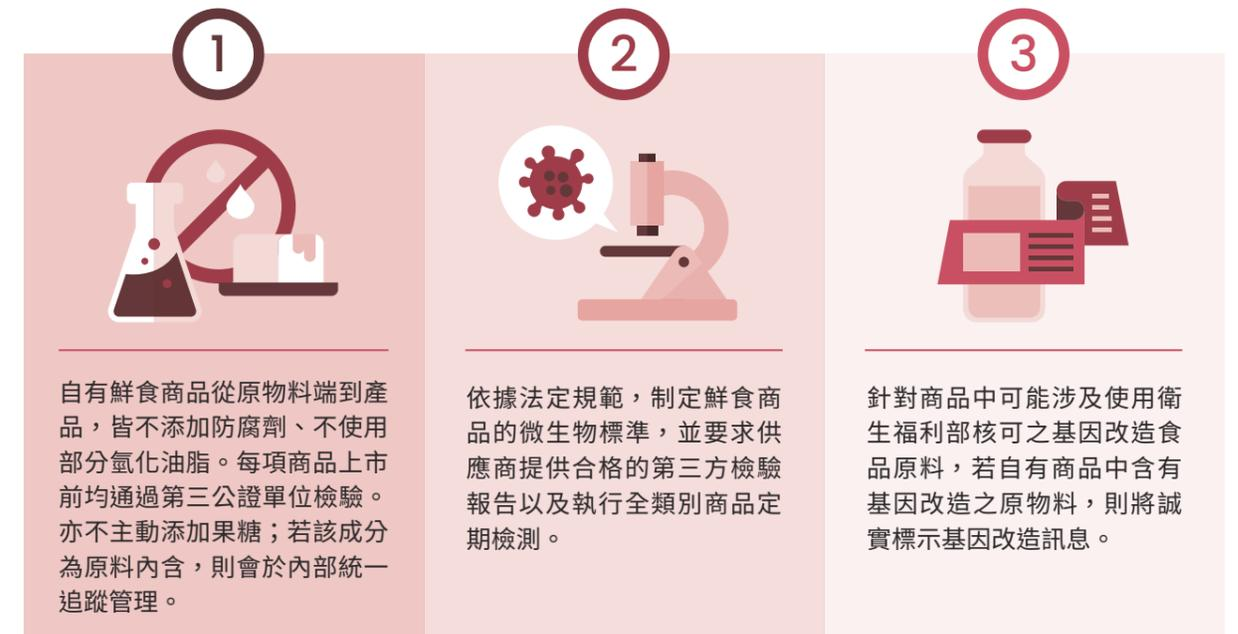 1
自有鮮食商品從原物料端到產
品，皆不添加防腐劑、不使用
部分氫化油脂。每項商品上市
前均通過第三公證單位檢驗。
亦不主動添加果糖；若該成分
為原料內含，則會於內部統一
追蹤管理。
2
依據法定規範，制定鮮食商
品的微生物標準，並要求供
應商提供合格的第三方檢驗
報告以及執行全類別商品定
期檢測。
3
針對商品中可能涉及使用衛
生福利部核可之基因改造食
品原料，若自有商品中含有
基因改造之原物料，則將誠
實標示基因改造訊息。